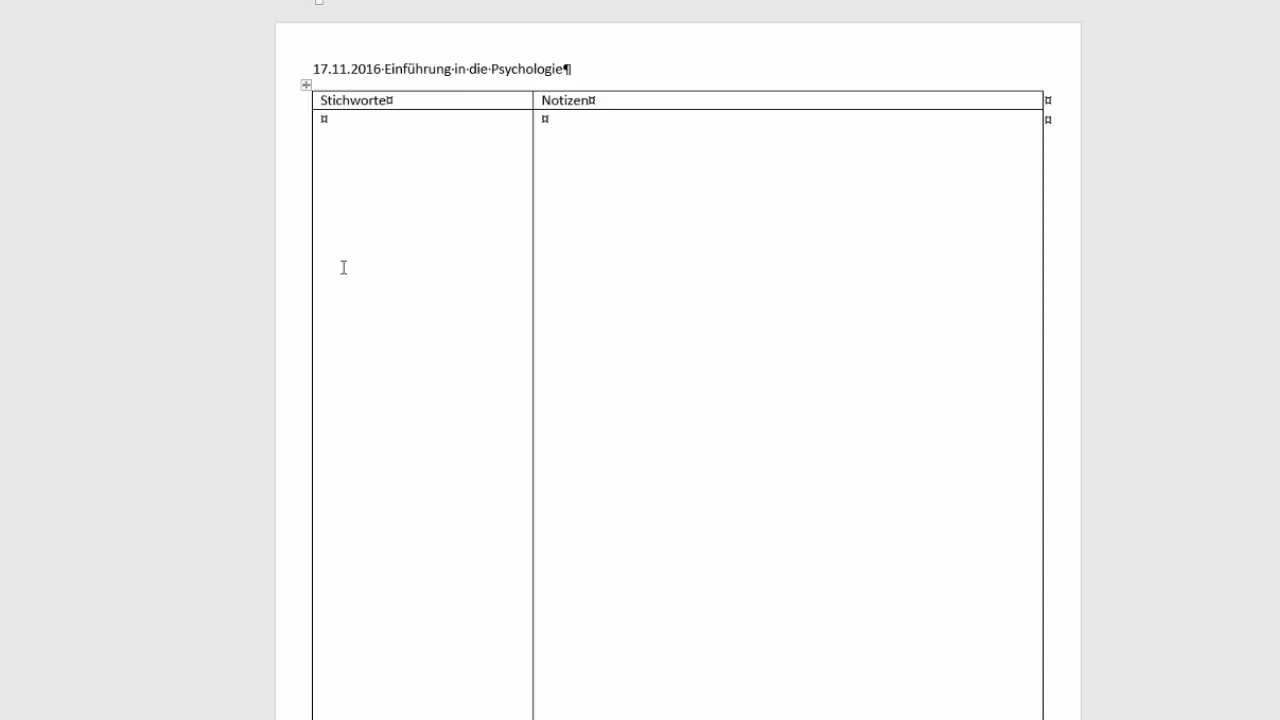 17.11.2016·Einführung·in·die·Psychologie¶
Stichworte¤ Notizen¤ ¤
¤ ¤ ¤